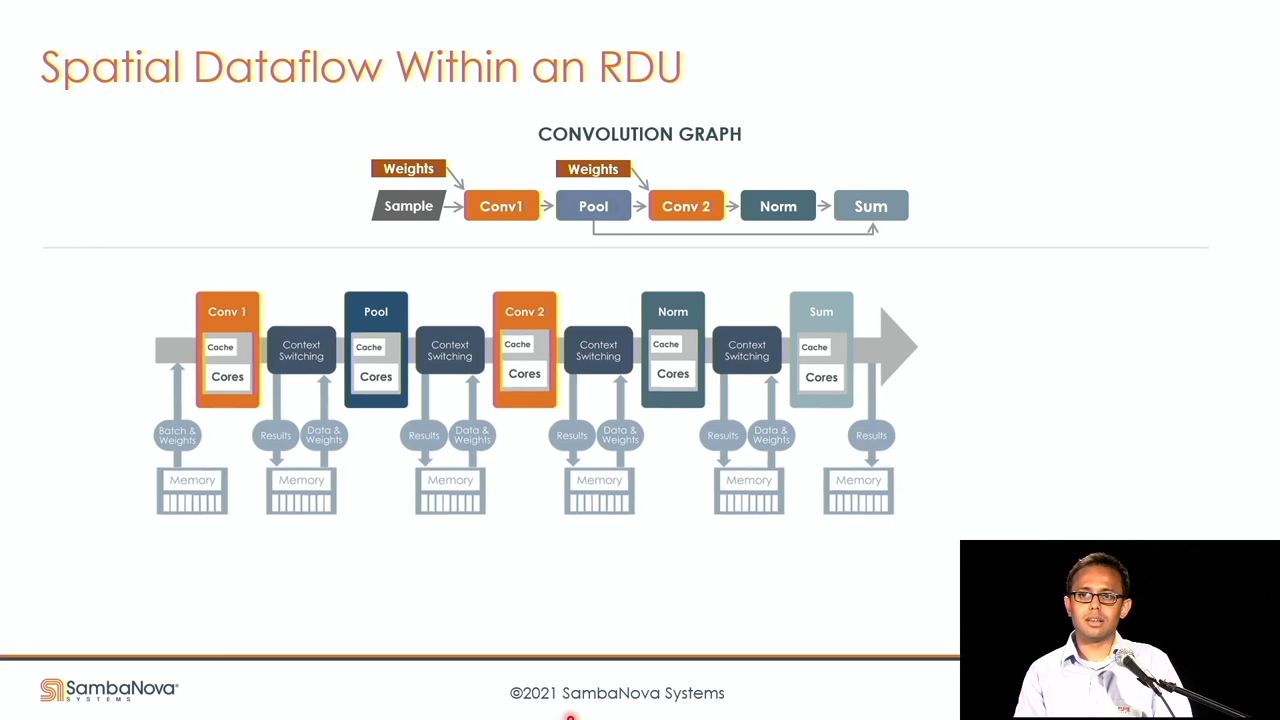 Spatial Dataflow Within an RDU
CONVOLUTION GRAPH
Weights
Weights
Sample
Conv1
Pool
Conv 2
Norm
Sum
Conv 1
Pool
Conv 2
Norm
Sum
Cache
Context
Switching
Cache
Context
Switching
Cache
Context
Switching
Cache
Context
Switching
Cache
Cores
Cores
Cores
Cores
Cores
Batch &
Weights
Results
Data &
Weights
Results
Data &
Weights
Results
Data &
Weights
Results
Data &
Weights
Results
Memory
Memory
Memory
Memory
Memory
Memory
SambaNova
SYSTEMS
©2021 SambaNova Systems